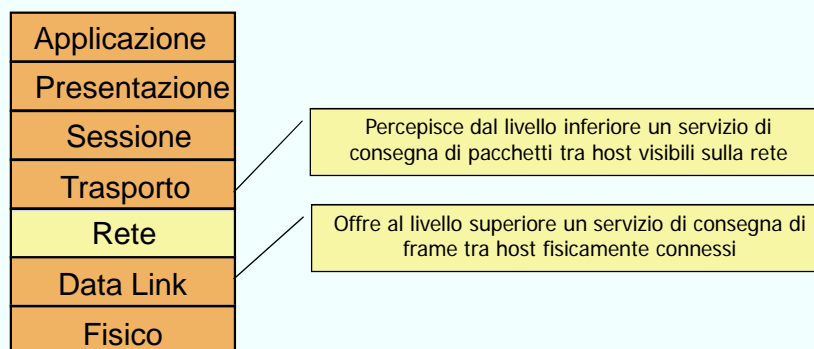 Applicazione
Presentazione
Sessione
Trasporto
Rete
Data Link
Fisico
Percepisce dal livello inferiore un servizio di
consegna di pacchetti tra host visibili sulla rete
Offre al livello superiore un servizio di consegna di
frame tra host fisicamente connessi